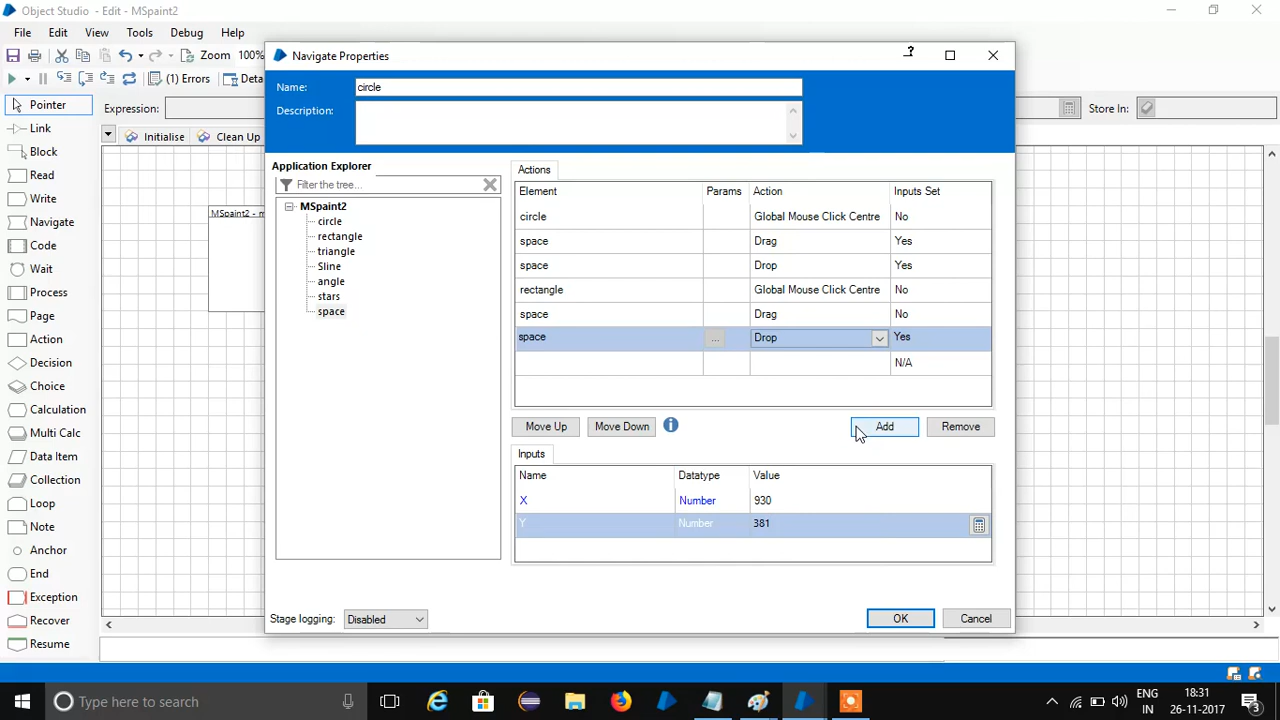 Object Studio - Edit - MSpaint2
File Edit View Tools Debug Help
Zoom 100%
(1) Errors
Expression:
Store In:
Pointer
Link
Block
Read
Write
Navigate
Code
Wait
Process
Page
Action
Decision
Choice
Calculation
Multi Calc
Data Item
Collection
Loop
Note
Anchor
End
Exception
Recover
Resume
Initialise
Clean Up
Navigate Properties
?
Name: circle
Description:
Application Explorer
Filter the tree...
MSpaint2
circle
rectangle
triangle
Sline
angle
stars
space
Actions
Element Params Action Inputs Set
circle Global Mouse Click Centre No
space Drag Yes
space Drop Yes
rectangle Global Mouse Click Centre No
space Drag No
space ... Drop Yes
N/A
Move Up Move Down i Add Remove
Inputs
Name Datatype Value
X Number 930
Y Number 381
Stage logging: Disabled
OK Cancel
Type here to search
ENG
IN
18:31
26-11-2017
3